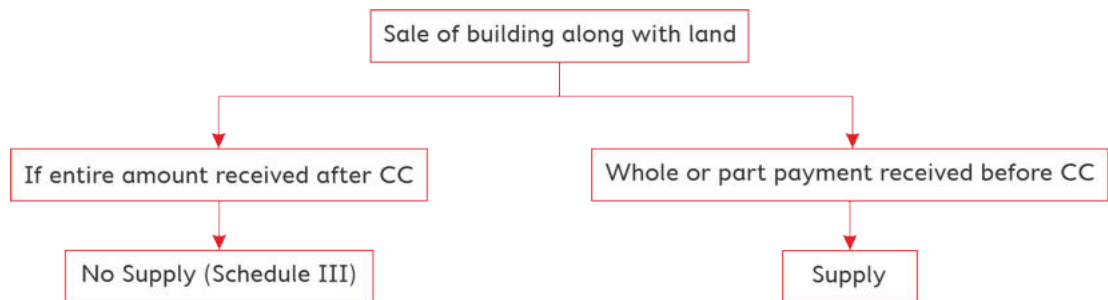 Sale of building along with land
If entire amount received after CC
Whole or part payment received before CC
No Supply (Schedule III)
Supply